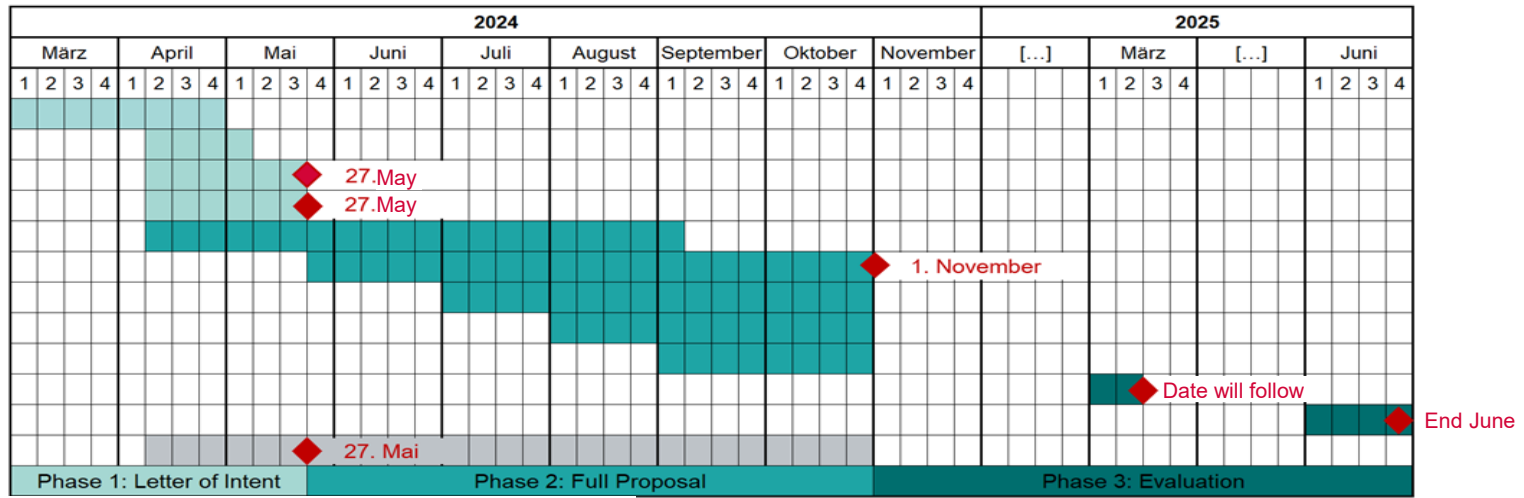 2024 2025
März April Mai Juni Juli August September Oktober November [...] März [...] Juni
1 2 3 4 1 2 3 4 1 2 3 4 1 2 3 4 1 2 3 4 1 2 3 4 1 2 3 4 1 2 3 4 1 2 3 4 1 2 3 4 1 2 3 4
27.May
27.May
1. November
Date will follow
End June
27. Mai
Phase 1: Letter of Intent Phase 2: Full Proposal Phase 3: Evaluation